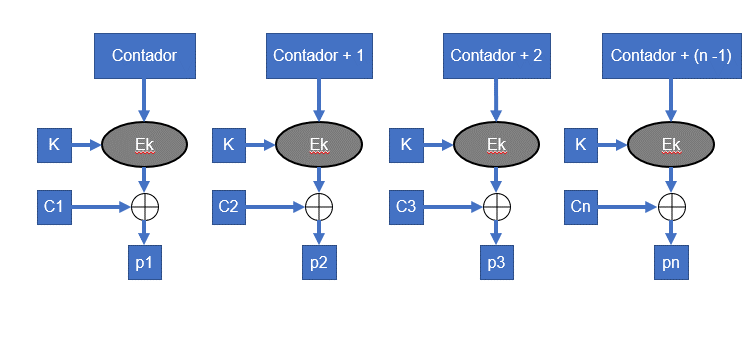 Contador
Contador + 1
Contador + 2
Contador + (n -1)
K
Ek
K
Ek
K
Ek
K
Ek
C1
C2
C3
Cn
p1
p2
p3
pn